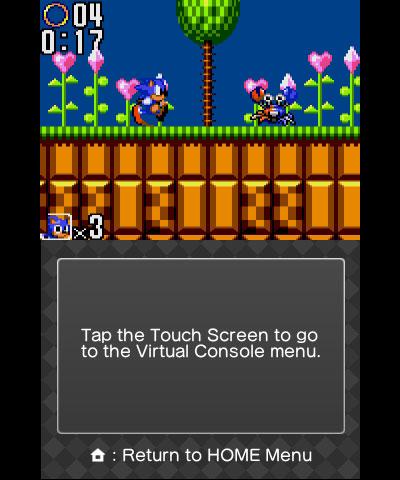 04
0:17
×3
Tap the Touch Screen to go
to the Virtual Console menu.
: Return to HOME Menu